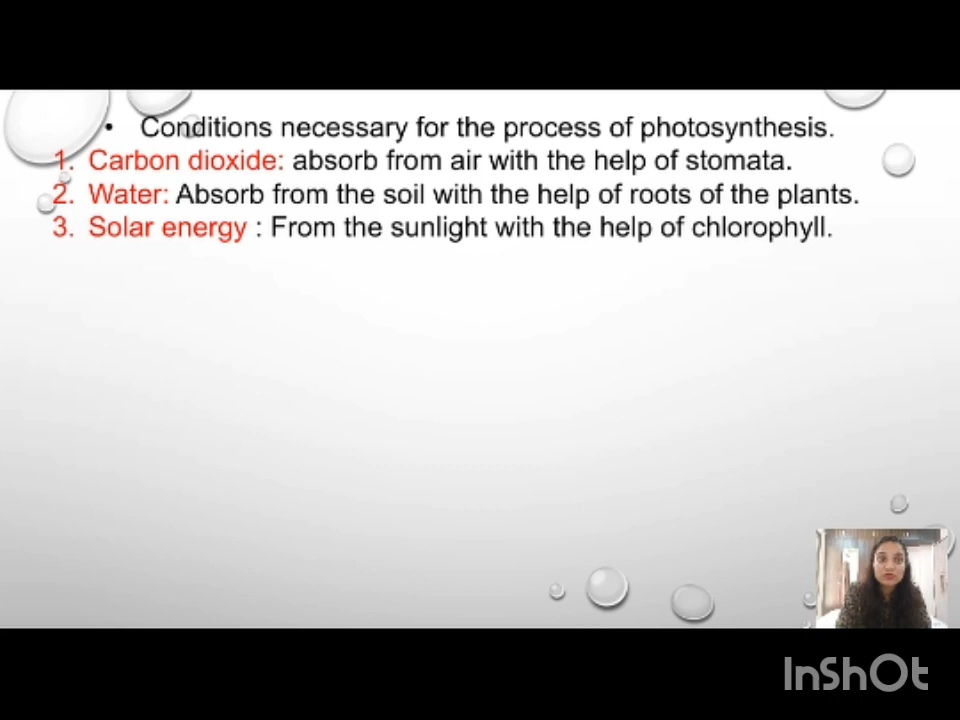 • Conditions necessary for the process of photosynthesis.
1. Carbon dioxide: absorb from air with the help of stomata.
2. Water: Absorb from the soil with the help of roots of the plants.
3. Solar energy : From the sunlight with the help of chlorophyll.
InShOt